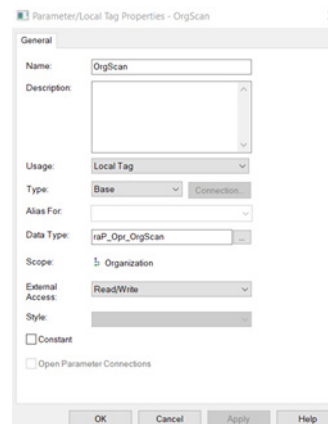 Parameter/Local Tag Properties - OrgScan
General
Name: OrgScan
Description:
Usage: Local Tag
Type: Base Connection...
Alias For:
Data Type: raP_Opr_OrgScan ...
Scope: Organization
External Access: Read/Write
Style:
Constant
Open Parameter Connections
OK Cancel Apply Help